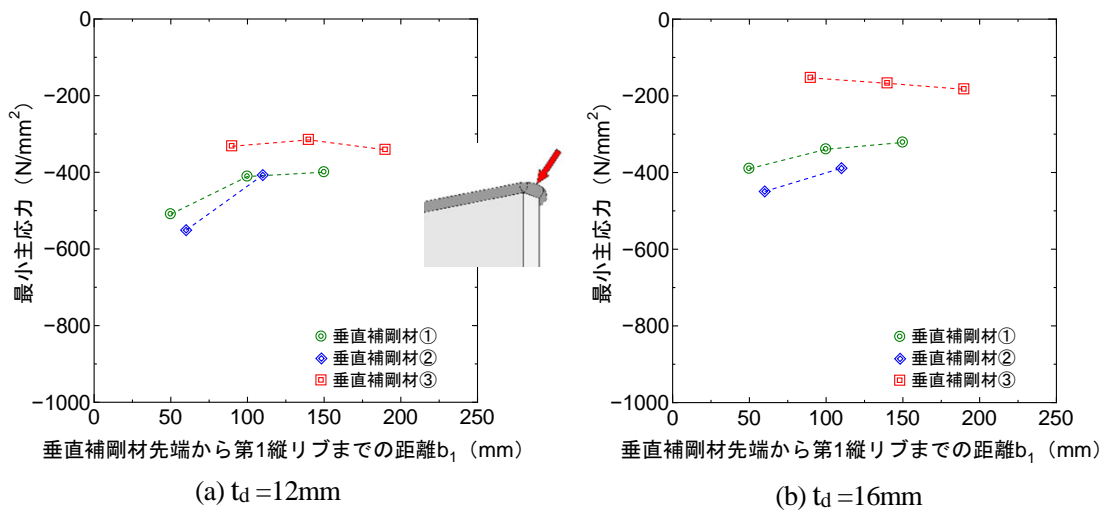 0
−200
−400
−600
−800
−1000
最小主応力（N/mm²）
垂直補剛材①
垂直補剛材②
垂直補剛材③
0 50 100 150 200 250
垂直補剛材先端から第1縦リブまでの距離b₁（mm）
(a) td =12mm
0
−200
−400
−600
−800
−1000
最小主応力（N/mm²）
垂直補剛材①
垂直補剛材②
垂直補剛材③
0 50 100 150 200 250
垂直補剛材先端から第1縦リブまでの距離b₁（mm）
(b) td =16mm